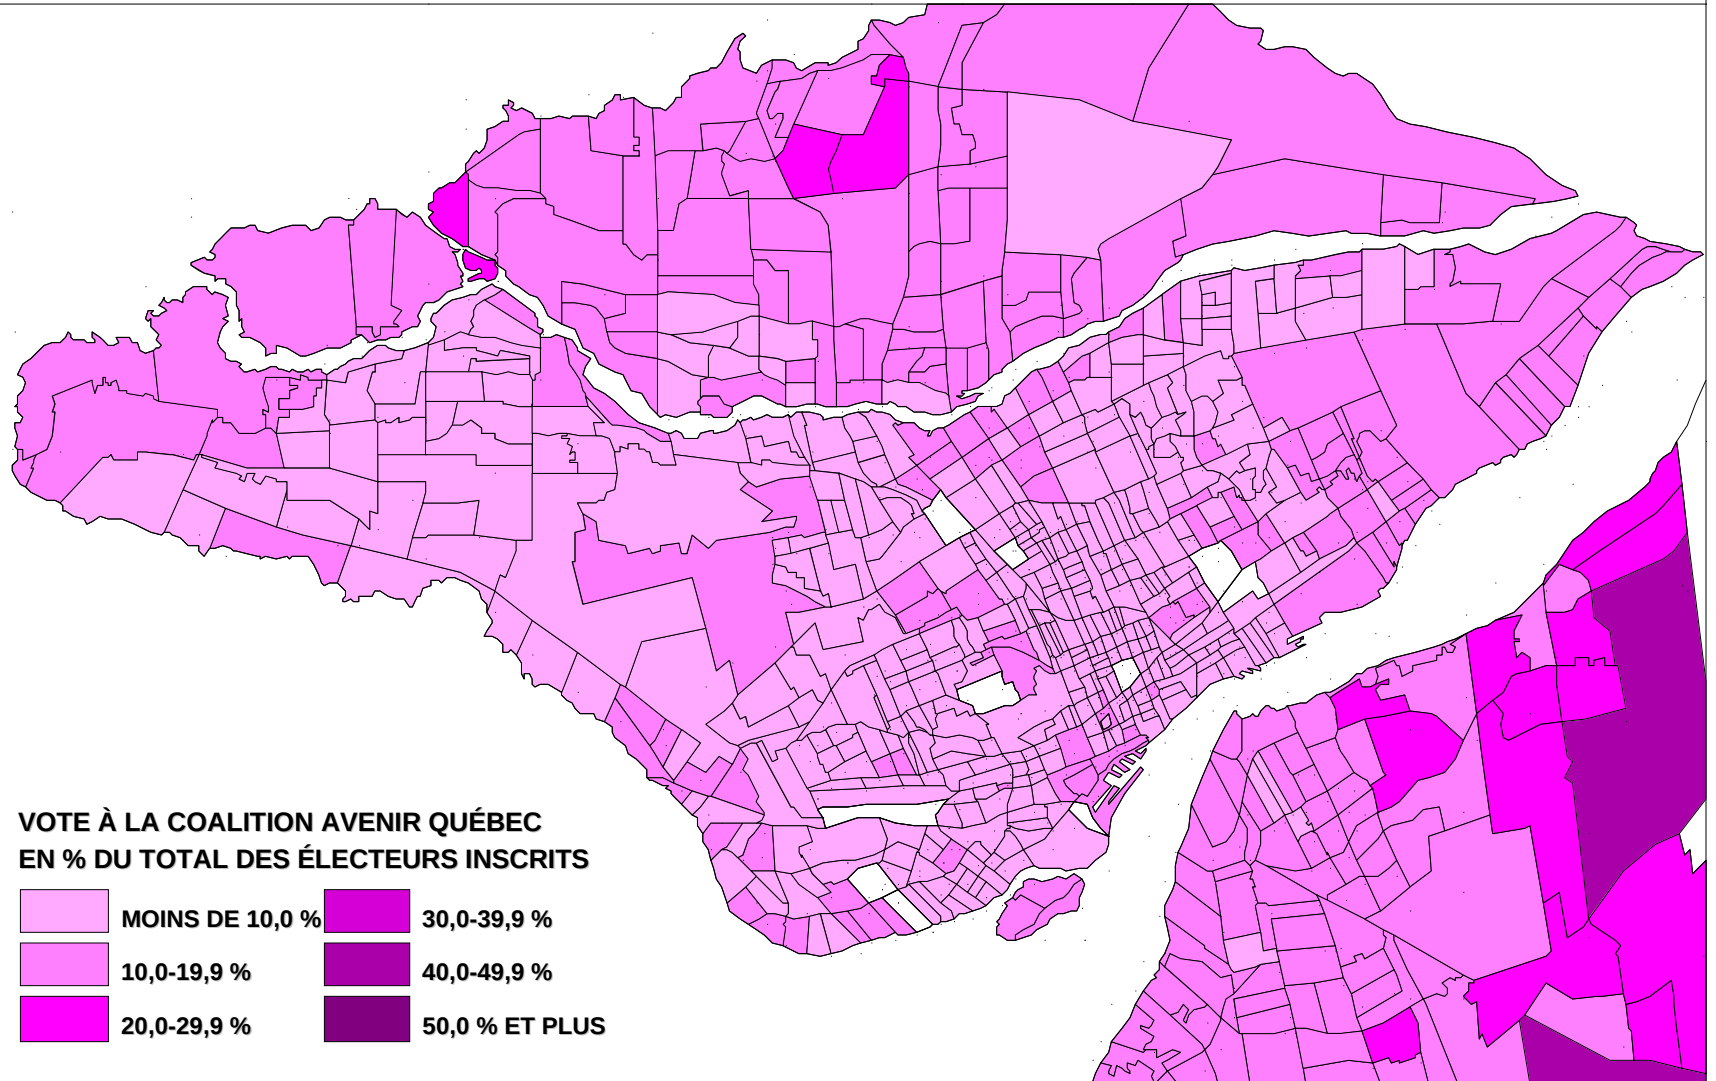 VOTE À LA COALITION AVENIR QUÉBEC
EN % DU TOTAL DES ÉLECTEURS INSCRITS
MOINS DE 10,0 %
30,0-39,9 %
10,0-19,9 %
40,0-49,9 %
20,0-29,9 %
50,0 % ET PLUS